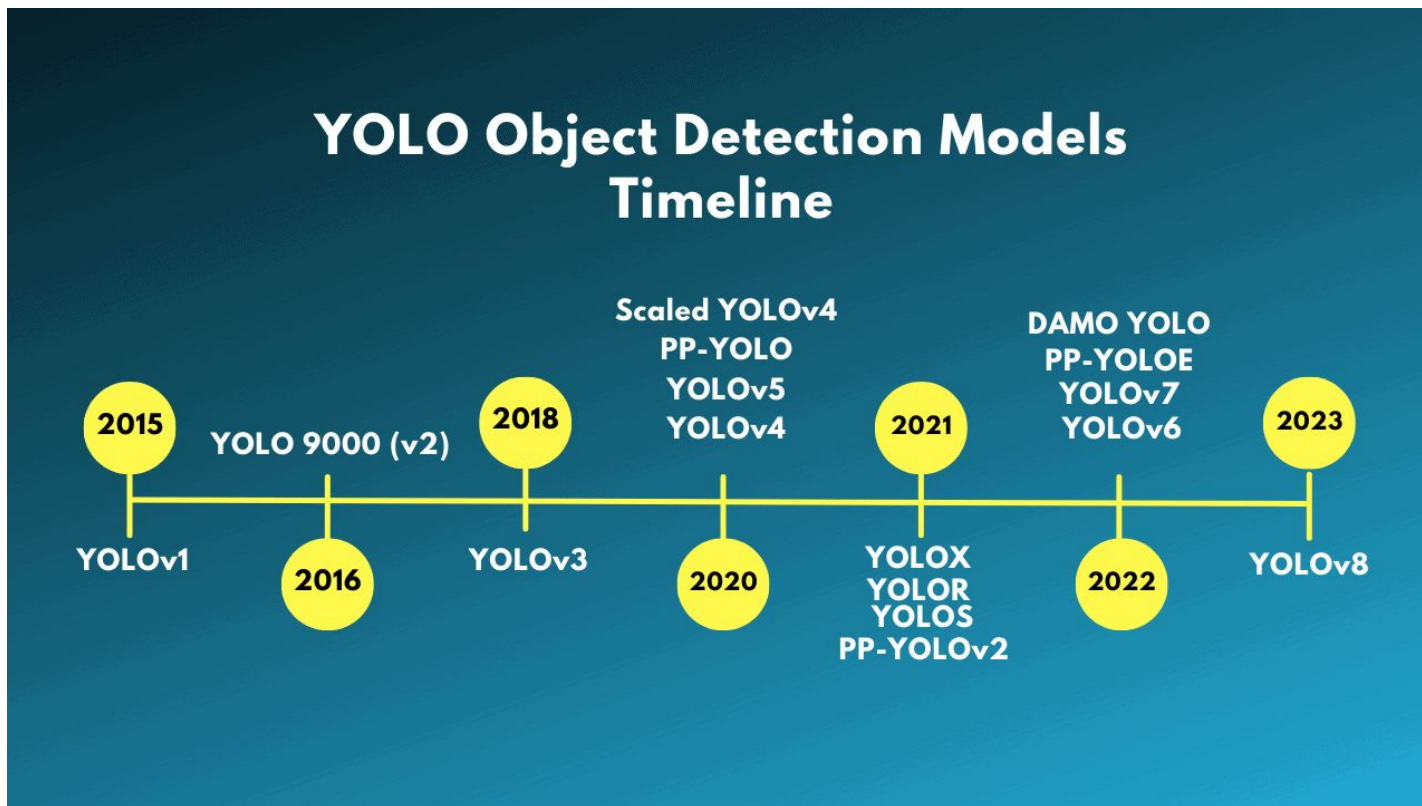 YOLO Object Detection Models
Timeline
2015
YOLOv1
YOLO 9000 (v2)
2016
2018
YOLOv3
Scaled YOLOv4
PP-YOLO
YOLOv5
YOLOv4
2020
2021
YOLOX
YOLOR
YOLOS
PP-YOLOv2
DAMO YOLO
PP-YOLOE
YOLOv7
YOLOv6
2022
2023
YOLOv8